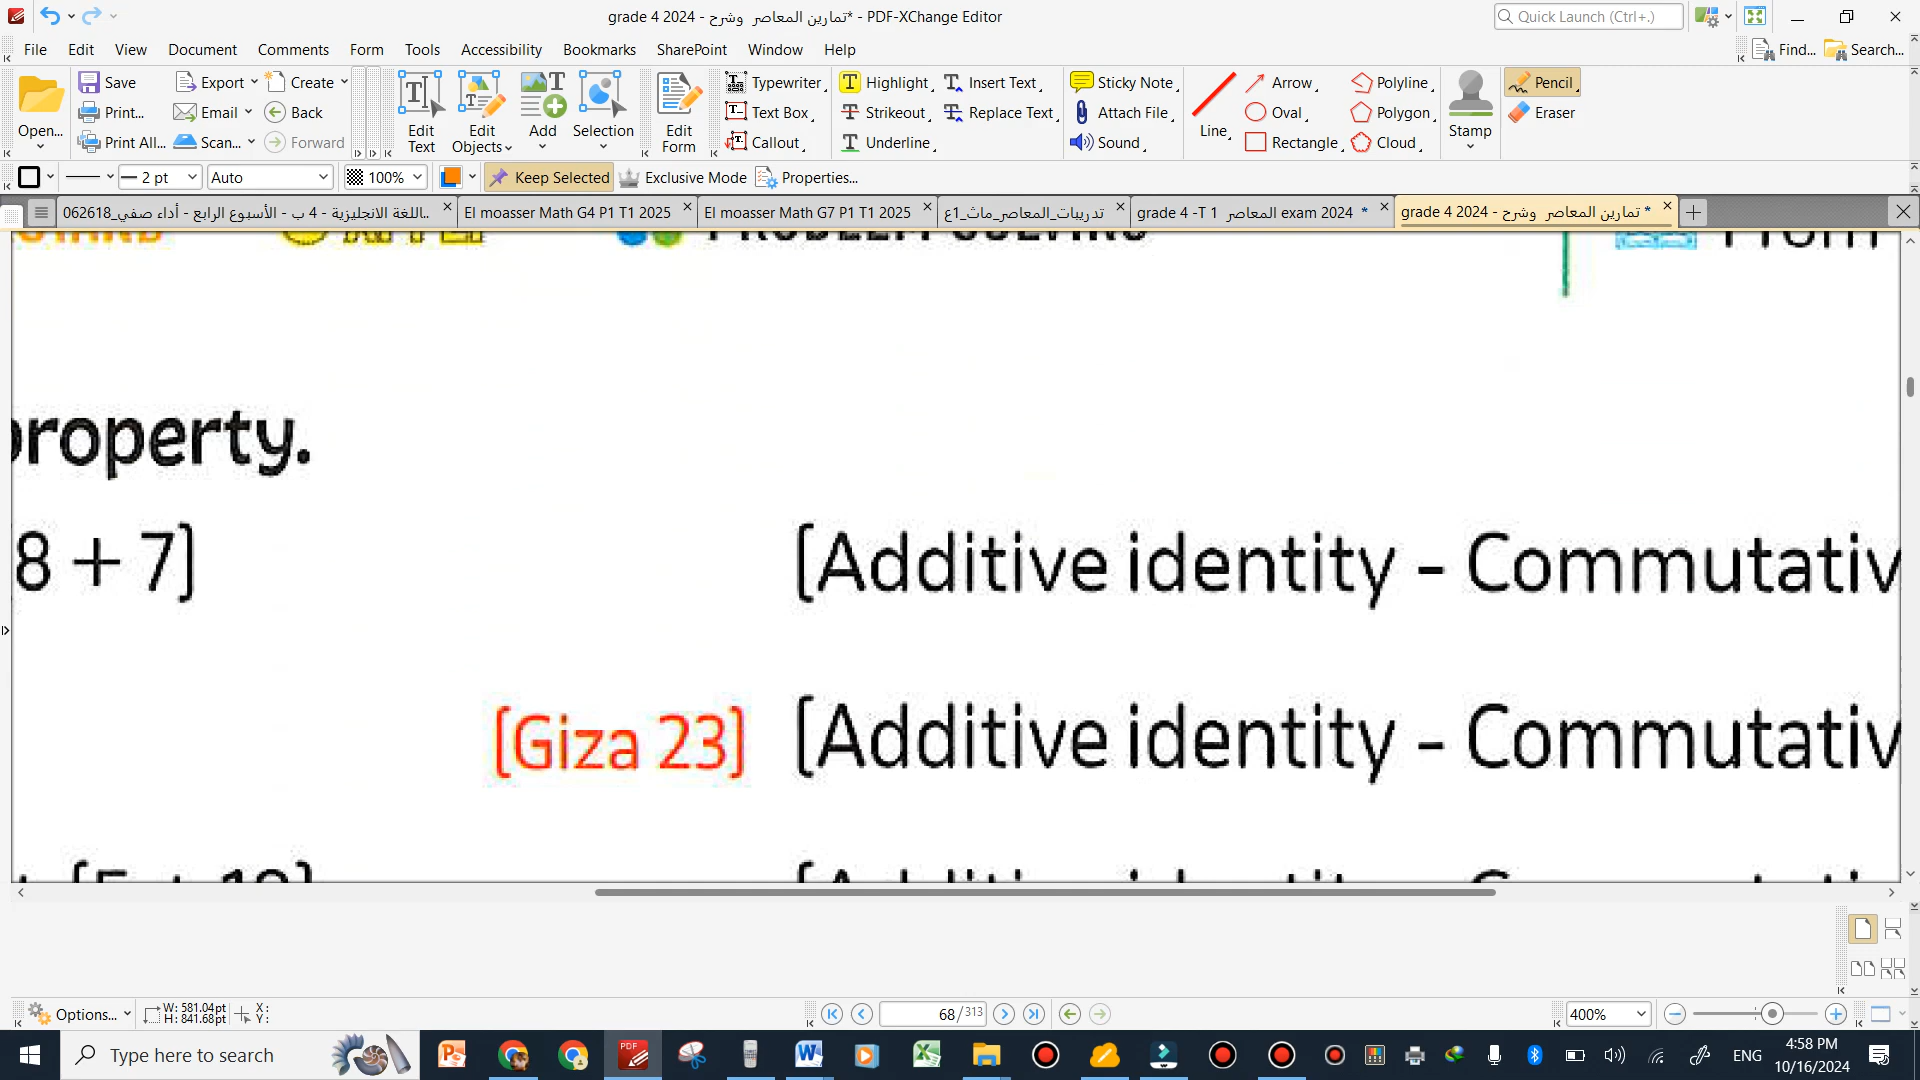 grade 4 2024 - تمارين المعاصر وشرح* - PDF-XChange Editor
Quick Launch (Ctrl+.)
File Edit View Document Comments Form Tools Accessibility Bookmarks SharePoint Window Help
Find... Search...
Open... Save Export Create
Print... Email Back
Print All... Scan... Forward
Edit Text
Edit Objects
Add
Selection
Edit Form
Typewriter Highlight Insert Text
Text Box Strikeout Replace Text
Callout Underline
Sticky Note
Attach File
Sound
Line
Arrow Polyline
Oval Polygon
Rectangle Cloud
Stamp
Pencil
Eraser
2 pt Auto 100% Keep Selected Exclusive Mode Properties...
اللغة الانجليزية - 4 ب - الأسبوع الرابع - أداء صفي_062618...
El moasser Math G4 P1 T1 2025
El moasser Math G7 P1 T1 2025
تدريبات_المعاصر_ماث_1ع
grade 4 -T 1 المعاصر exam 2024 *
grade 4 2024 - تمارين المعاصر وشرح *
PROBLEM SOLVING
From
property.
8 + 7] [Additive identity - Commutativ
[Giza 23] [Additive identity - Commutativ
Options... W: 581.04pt H: 841.68pt X: Y:
68 / 313
400%
Type here to search
ENG
4:58 PM
10/16/2024